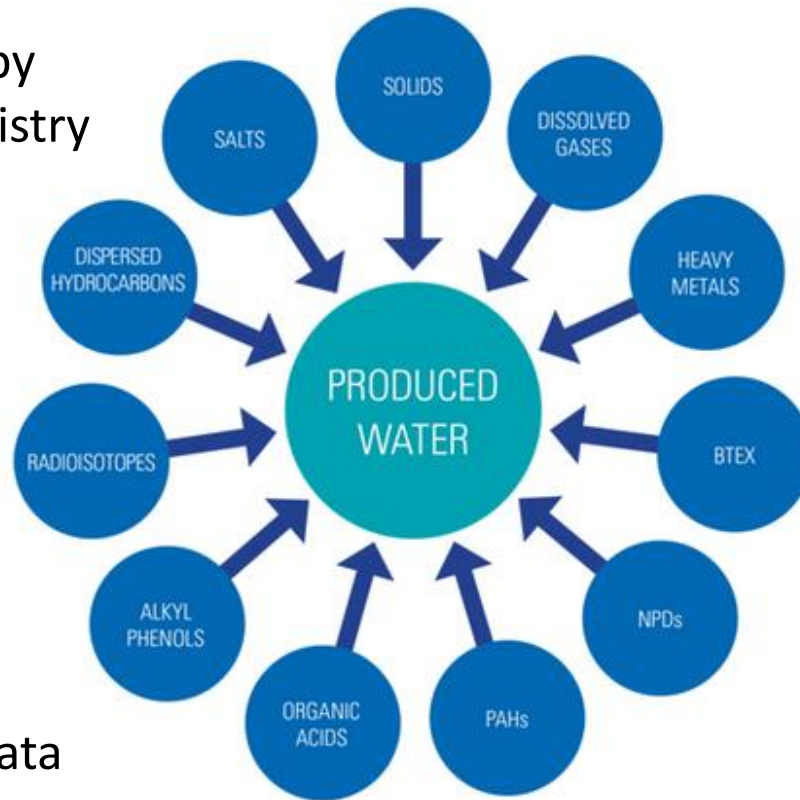 by
istry
SOLIDS
SALTS
DISSOLVED
GASES
DISPERSED
HYDROCARBONS
HEAVY
METALS
PRODUCED
WATER
RADIOISOTOPES
BTEX
ALKYL
PHENOLS
NPDs
ORGANIC
ACIDS
PAHs
ata